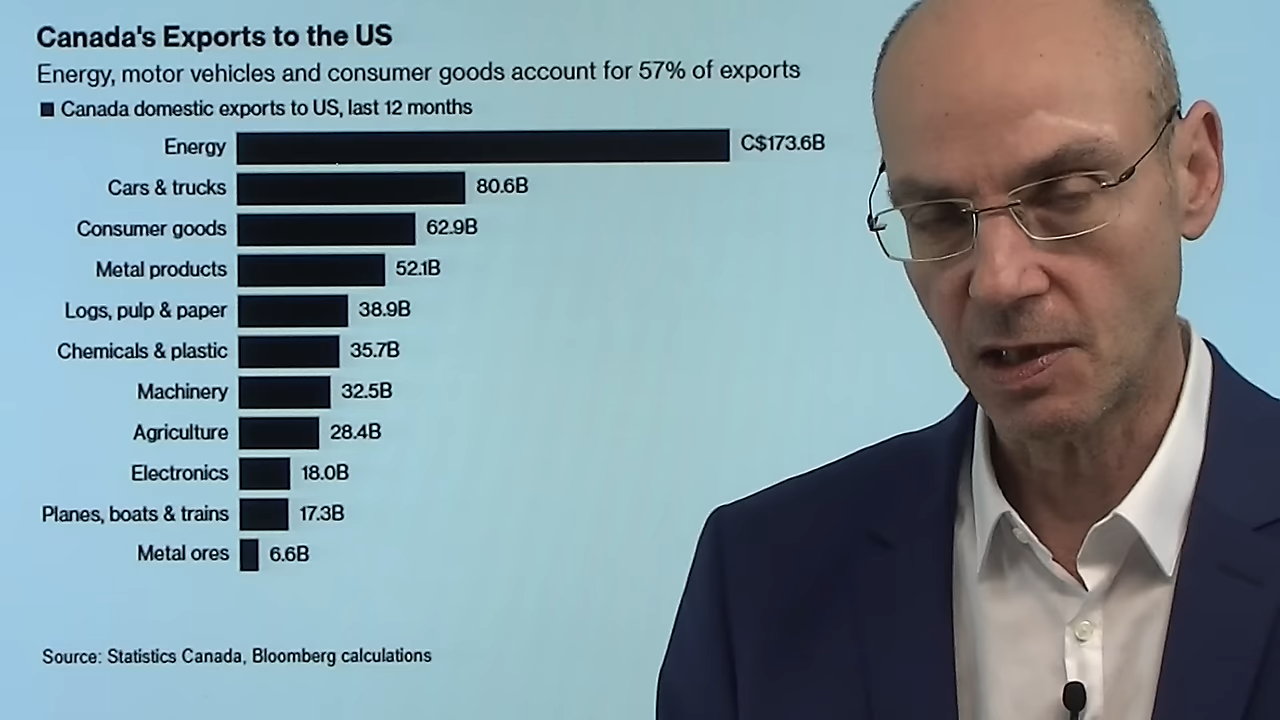 Canada's Exports to the US
Energy, motor vehicles and consumer goods account for 57% of exports
Canada domestic exports to US, last 12 months
Energy C$173.6B
Cars & trucks 80.6B
Consumer goods 62.9B
Metal products 52.1B
Logs, pulp & paper 38.9B
Chemicals & plastic 35.7B
Machinery 32.5B
Agriculture 28.4B
Electronics 18.0B
Planes, boats & trains 17.3B
Metal ores 6.6B
Source: Statistics Canada, Bloomberg calculations